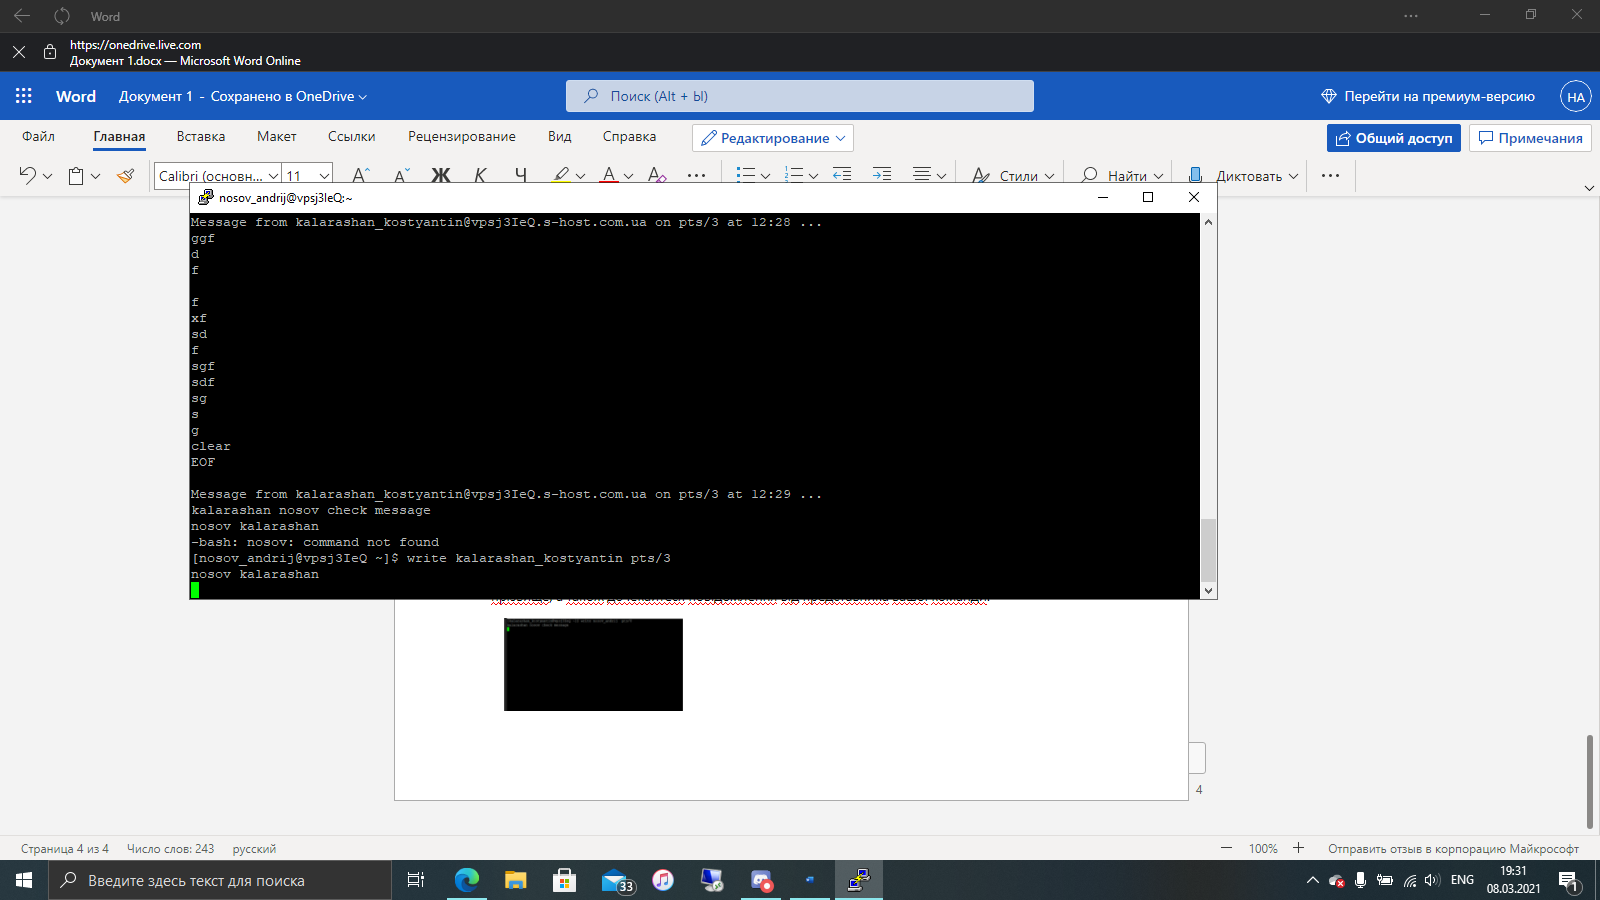 Word
https://onedrive.live.com
Документ 1.docx — Microsoft Word Online
Word Документ 1 - Сохранено в OneDrive Поиск (Alt + Ы) Перейти на премиум-версию НА
Файл Главная Вставка Макет Ссылки Рецензирование Вид Справка Редактирование Общий доступ Примечания
Calibri (основн... 11 Ж К Ч Стили Найти Диктовать
nosov_andrij@vpsj3IeQ:~
Message from kalarashan_kostyantin@vpsj3IeQ.s-host.com.ua on pts/3 at 12:28 ...
ggf
d
f
f
xf
sd
f
sgf
sdf
sg
s
g
clear
EOF
Message from kalarashan_kostyantin@vpsj3IeQ.s-host.com.ua on pts/3 at 12:29 ...
kalarashan nosov check message
nosov kalarashan
-bash: nosov: command not found
[nosov_andrij@vpsj3IeQ ~]$ write kalarashan_kostyantin pts/3
nosov kalarashan
4
Страница 4 из 4 Число слов: 243 русский 100% Отправить отзыв в корпорацию Майкрософт
Введите здесь текст для поиска 33 ENG 19:31
08.03.2021 1